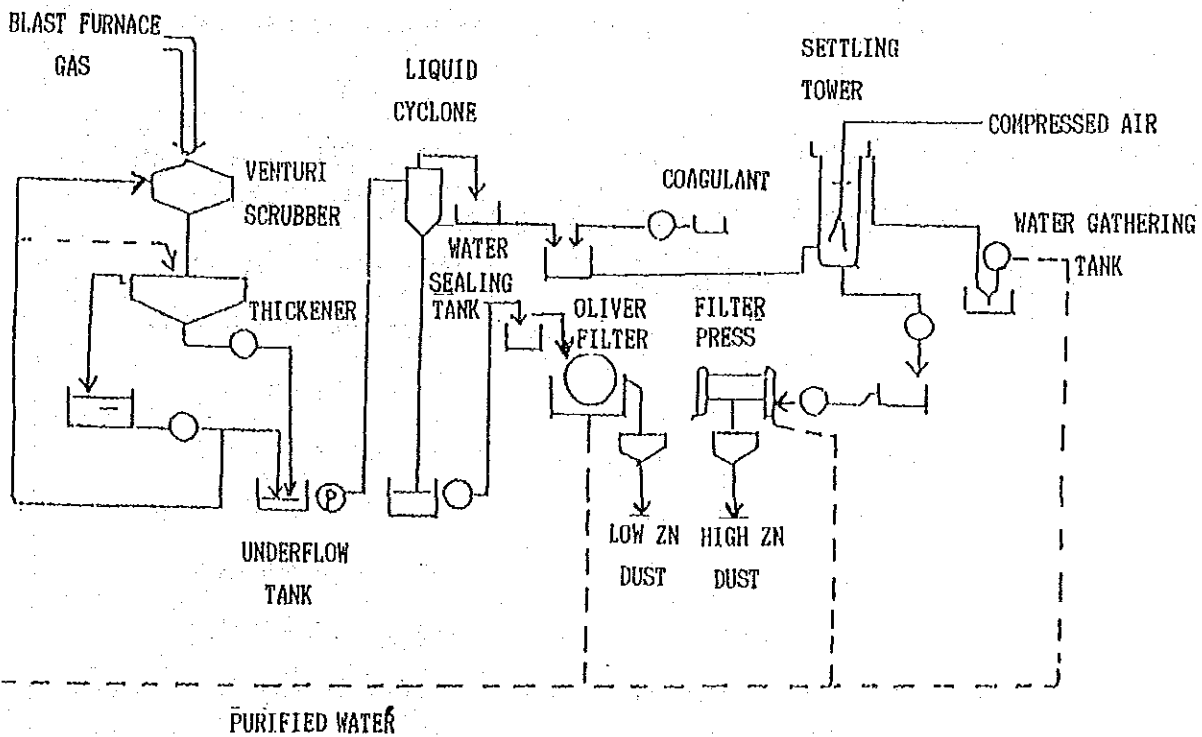 BLAST FURNACE
GAS
LIQUID
CYCLONE
SETTLING
TOWER
COMPRESSED AIR
VENTURI
SCRUBBER
COAGULANT
WATER GATHERING
TANK
WATER
SEALING
TANK
THICKENER
OLIVER
FILTER
FILTER
PRESS
P
LOW ZN
DUST
HIGH ZN
DUST
UNDERFLOW
TANK
PURIFIED WATER